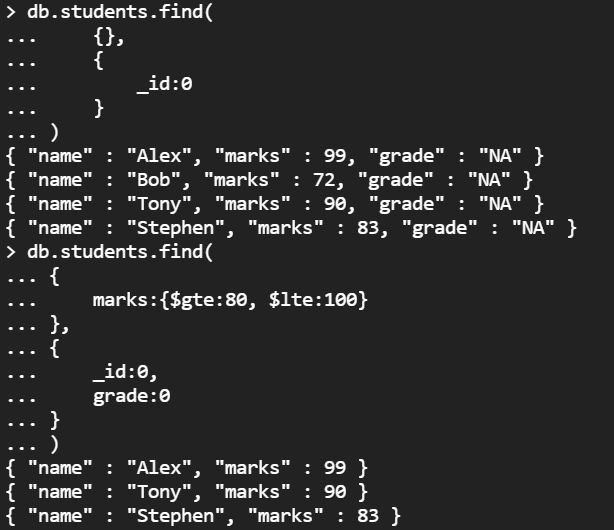 > db.students.find(
...     {},
...     {
...         _id:0
...     }
... )
{ "name" : "Alex", "marks" : 99, "grade" : "NA" }
{ "name" : "Bob", "marks" : 72, "grade" : "NA" }
{ "name" : "Tony", "marks" : 90, "grade" : "NA" }
{ "name" : "Stephen", "marks" : 83, "grade" : "NA" }
> db.students.find(
... {
...     marks:{$gte:80, $lte:100}
... },
... {
...     _id:0,
...     grade:0
... }
... )
{ "name" : "Alex", "marks" : 99 }
{ "name" : "Tony", "marks" : 90 }
{ "name" : "Stephen", "marks" : 83 }